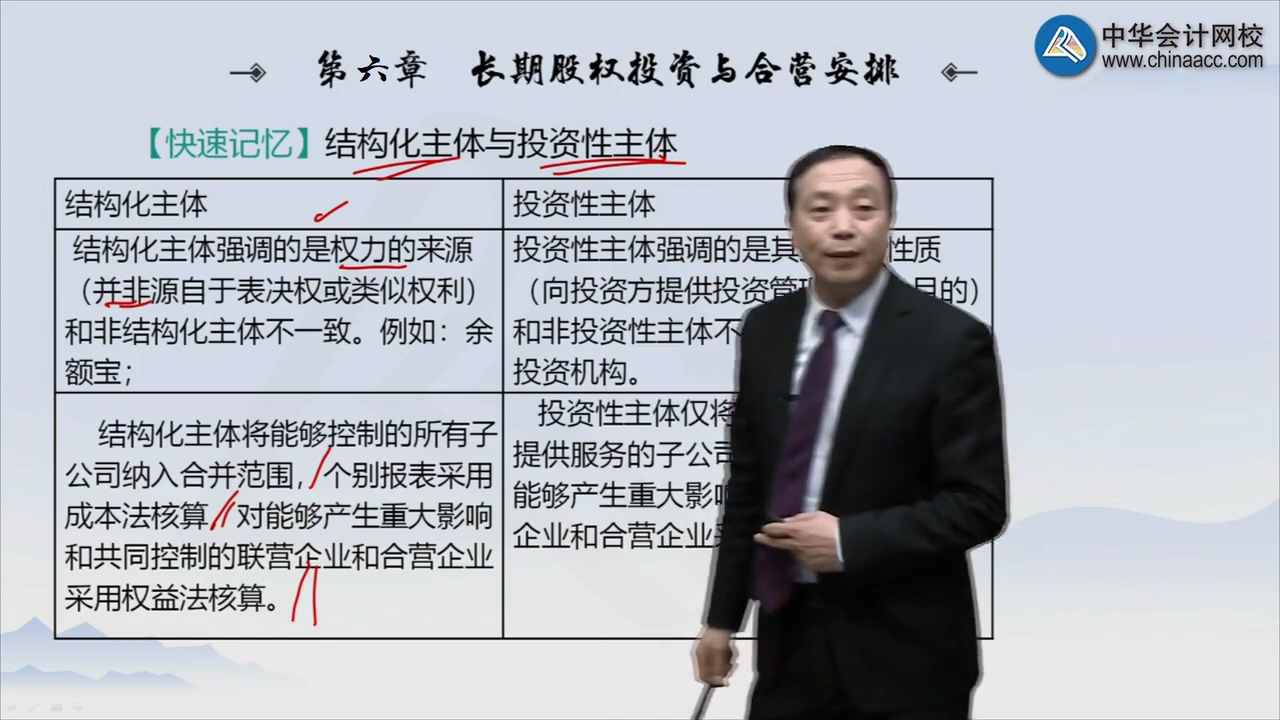 中华会计网校
www.chinaacc.com
第六章 长期股权投资与合营安排
【快速记忆】结构化主体与投资性主体
结构化主体
投资性主体
结构化主体强调的是权力的来源
（并非源自于表决权或类似权利）
和非结构化主体不一致。例如：余
额宝；
投资性主体强调的是其 性质
（向投资方提供投资管 目的）
和非投资性主体不
投资机构。
结构化主体将能够控制的所有子
公司纳入合并范围，个别报表采用
成本法核算，对能够产生重大影响
和共同控制的联营企业和合营企业
采用权益法核算。
投资性主体仅将
提供服务的子公司
能够产生重大影响
企业和合营企业